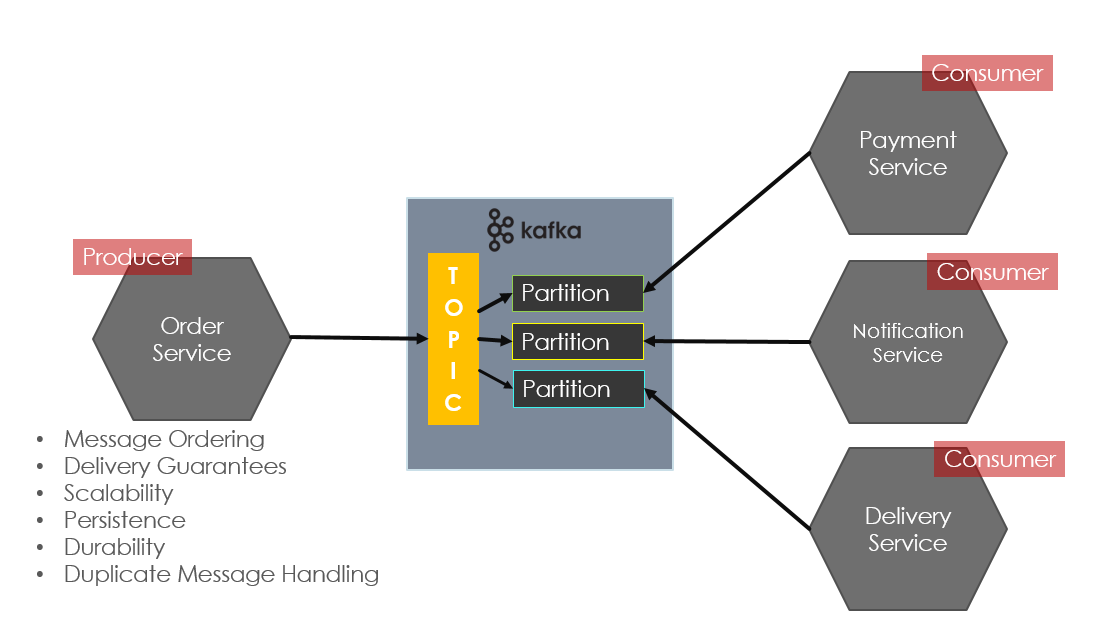 Consumer
Payment
Service
kafka
Producer
Order
Service
T
O
P
I
C
Partition
Partition
Partition
Consumer
Notification
Service
Consumer
Delivery
Service
• Message Ordering
• Delivery Guarantees
• Scalability
• Persistence
• Durability
• Duplicate Message Handling